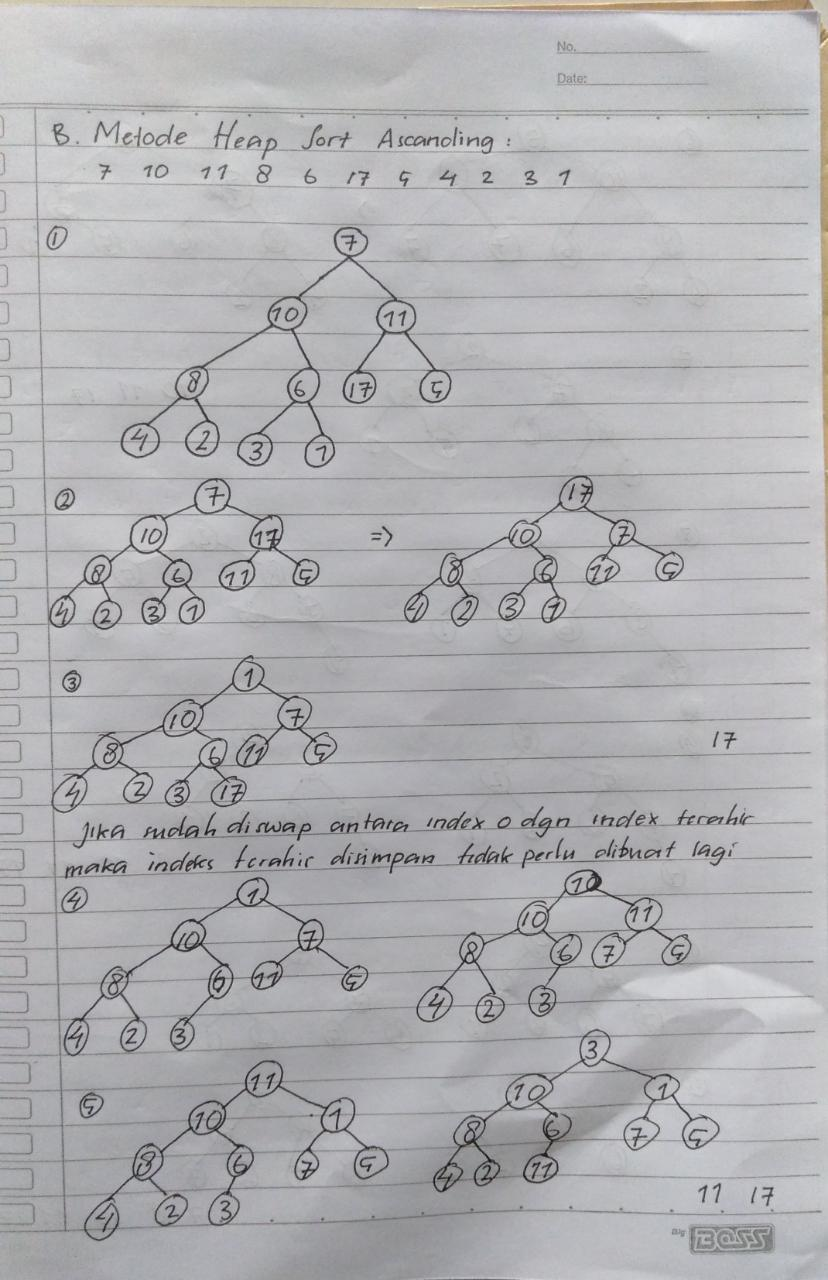 No.
Date:
B. Metode Heap Sort Ascanding :
7 10 11 8 6 17 5 4 2 3 1
①
7
10 11
8 6 17 5
4 2 3 1
②
7
10 17
8 6 11 5
4 2 3 1
=>
17
10 7
8 6 11 5
4 2 3 1
③
1
10 7
8 6 11 5
4 2 3 17
17
Jika sudah diswap antara index 0 dgn index terahir
maka indeks terahir disimpan tidak perlu dibuat lagi
④
1
10 7
8 6 11 5
4 2 3
10
10 11
8 6 7 5
4 2 3
⑤
11
10 1
8 6 7 5
4 2 3
3
10 1
8 6 7 5
4 2 11
11 17
Big BOSS